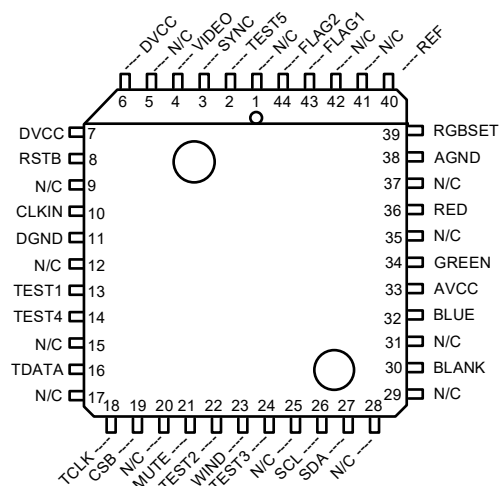 DVCC
N/C
VIDEO
SYNC
TEST5
N/C
FLAG2
FLAG1
N/C
N/C
REF
6 5 4 3 2 1 44 43 42 41 40
DVCC 7
RSTB 8
N/C 9
CLKIN 10
DGND 11
N/C 12
TEST1 13
TEST4 14
N/C 15
TDATA 16
N/C 17
39 RGBSET
38 AGND
37 N/C
36 RED
35 N/C
34 GREEN
33 AVCC
32 BLUE
31 N/C
30 BLANK
29 N/C
18 19 20 21 22 23 24 25 26 27 28
TCLK
CSB
N/C
MUTE
TEST2
WIND
TEST3
N/C
SCL
SDA
N/C